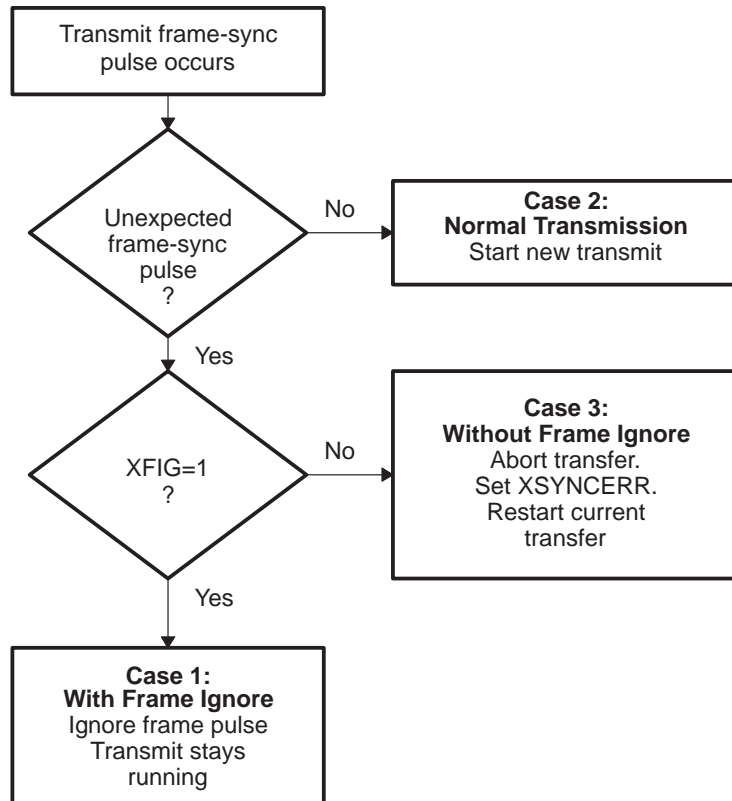 Transmit frame-sync
pulse occurs
Unexpected
frame-sync
pulse
?
No
Case 2:
Normal Transmission
Start new transmit
Yes
XFIG=1
?
No
Case 3:
Without Frame Ignore
Abort transfer.
Set XSYNCERR.
Restart current
transfer
Yes
Case 1:
With Frame Ignore
Ignore frame pulse
Transmit stays
running